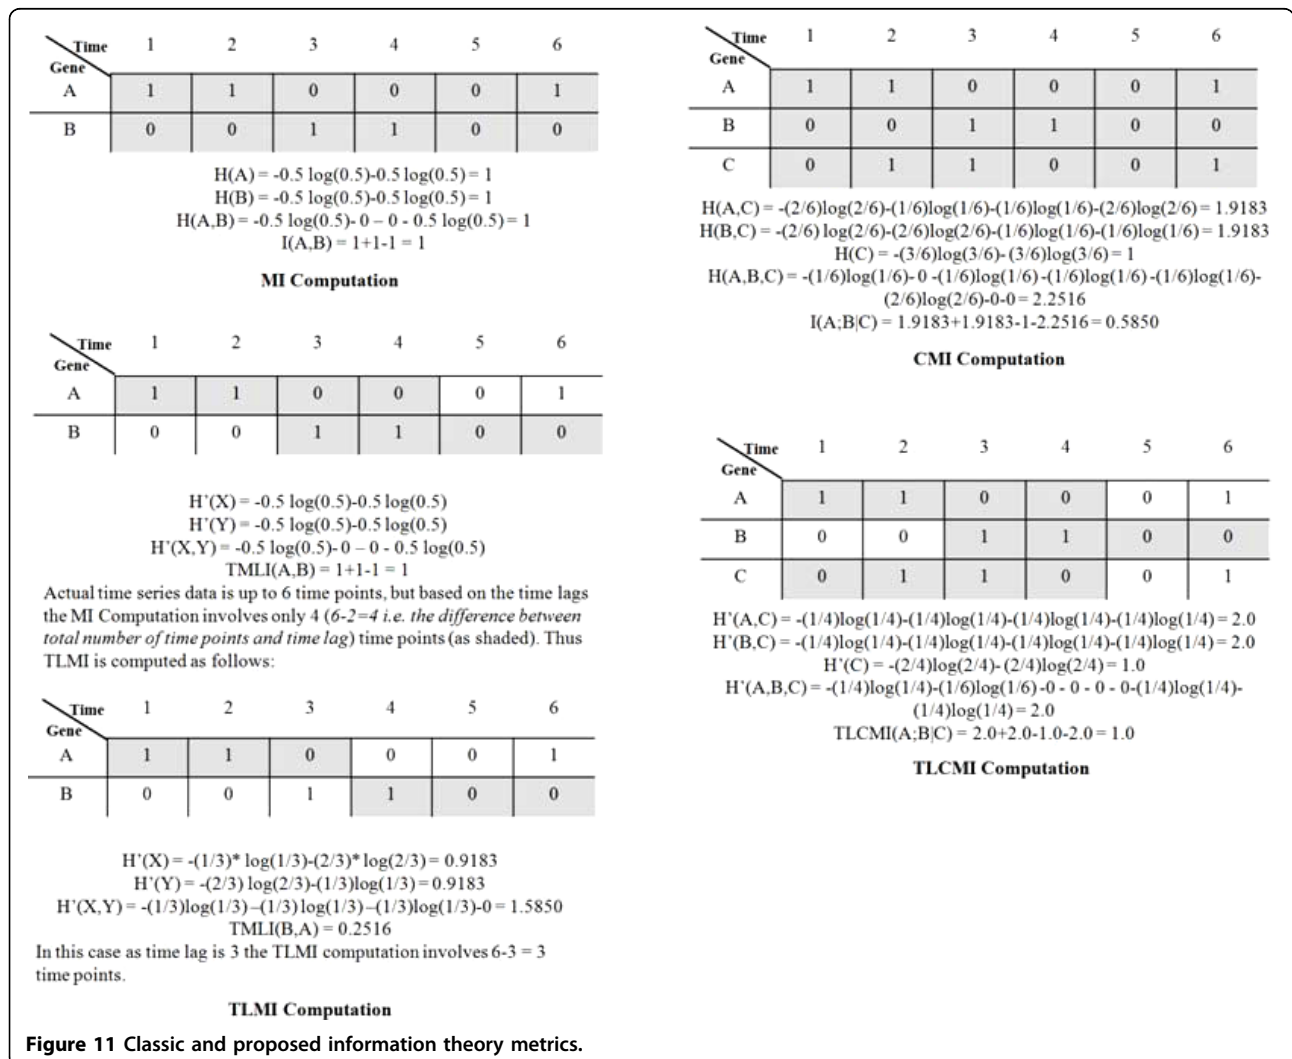 Time 1 2 3 4 5 6
Gene
A 1 1 0 0 0 1
B 0 0 1 1 0 0
H(A) = -0.5 log(0.5)-0.5 log(0.5) = 1
H(B) = -0.5 log(0.5)-0.5 log(0.5) = 1
H(A,B) = -0.5 log(0.5)- 0 – 0 - 0.5 log(0.5) = 1
I(A,B) = 1+1-1 = 1
MI Computation
Time 1 2 3 4 5 6
Gene
A 1 1 0 0 0 1
B 0 0 1 1 0 0
H'(X) = -0.5 log(0.5)-0.5 log(0.5)
H'(Y) = -0.5 log(0.5)-0.5 log(0.5)
H'(X,Y) = -0.5 log(0.5)- 0 – 0 - 0.5 log(0.5)
TMLI(A,B) = 1+1-1 = 1
Actual time series data is up to 6 time points, but based on the time lags
the MI Computation involves only 4 (6-2=4 i.e. the difference between
total number of time points and time lag) time points (as shaded). Thus
TLMI is computed as follows:
Time 1 2 3 4 5 6
Gene
A 1 1 0 0 0 1
B 0 0 1 1 0 0
H'(X) = -(1/3)* log(1/3)-(2/3)* log(2/3) = 0.9183
H'(Y) = -(2/3) log(2/3)-(1/3)log(1/3) = 0.9183
H'(X,Y) = -(1/3)log(1/3) –(1/3) log(1/3) –(1/3)log(1/3)-0 = 1.5850
TMLI(B,A) = 0.2516
In this case as time lag is 3 the TLMI computation involves 6-3 = 3
time points.
TLMI Computation
Time 1 2 3 4 5 6
Gene
A 1 1 0 0 0 1
B 0 0 1 1 0 0
C 0 1 1 0 0 1
H(A,C) = -(2/6)log(2/6)-(1/6)log(1/6)-(1/6)log(1/6)-(2/6)log(2/6) = 1.9183
H(B,C) = -(2/6) log(2/6)-(2/6)log(2/6)-(1/6)log(1/6)-(1/6)log(1/6) = 1.9183
H(C) = -(3/6)log(3/6)- (3/6)log(3/6) = 1
H(A,B,C) = -(1/6)log(1/6)- 0 -(1/6)log(1/6) -(1/6)log(1/6) -(1/6)log(1/6)-
(2/6)log(2/6)-0-0 = 2.2516
I(A;B|C) = 1.9183+1.9183-1-2.2516 = 0.5850
CMI Computation
Time 1 2 3 4 5 6
Gene
A 1 1 0 0 0 1
B 0 0 1 1 0 0
C 0 1 1 0 0 1
H'(A,C) = -(1/4)log(1/4)-(1/4)log(1/4)-(1/4)log(1/4)-(1/4)log(1/4) = 2.0
H'(B,C) = -(1/4)log(1/4)-(1/4)log(1/4)-(1/4)log(1/4)-(1/4)log(1/4) = 2.0
H'(C) = -(2/4)log(2/4)- (2/4)log(2/4) = 1.0
H'(A,B,C) = -(1/4)log(1/4)-(1/6)log(1/6) -0 - 0 - 0 - 0-(1/4)log(1/4)-
(1/4)log(1/4) = 2.0
TLCMI(A;B|C) = 2.0+2.0-1.0-2.0 = 1.0
TLCMI Computation
Figure 11 Classic and proposed information theory metrics.